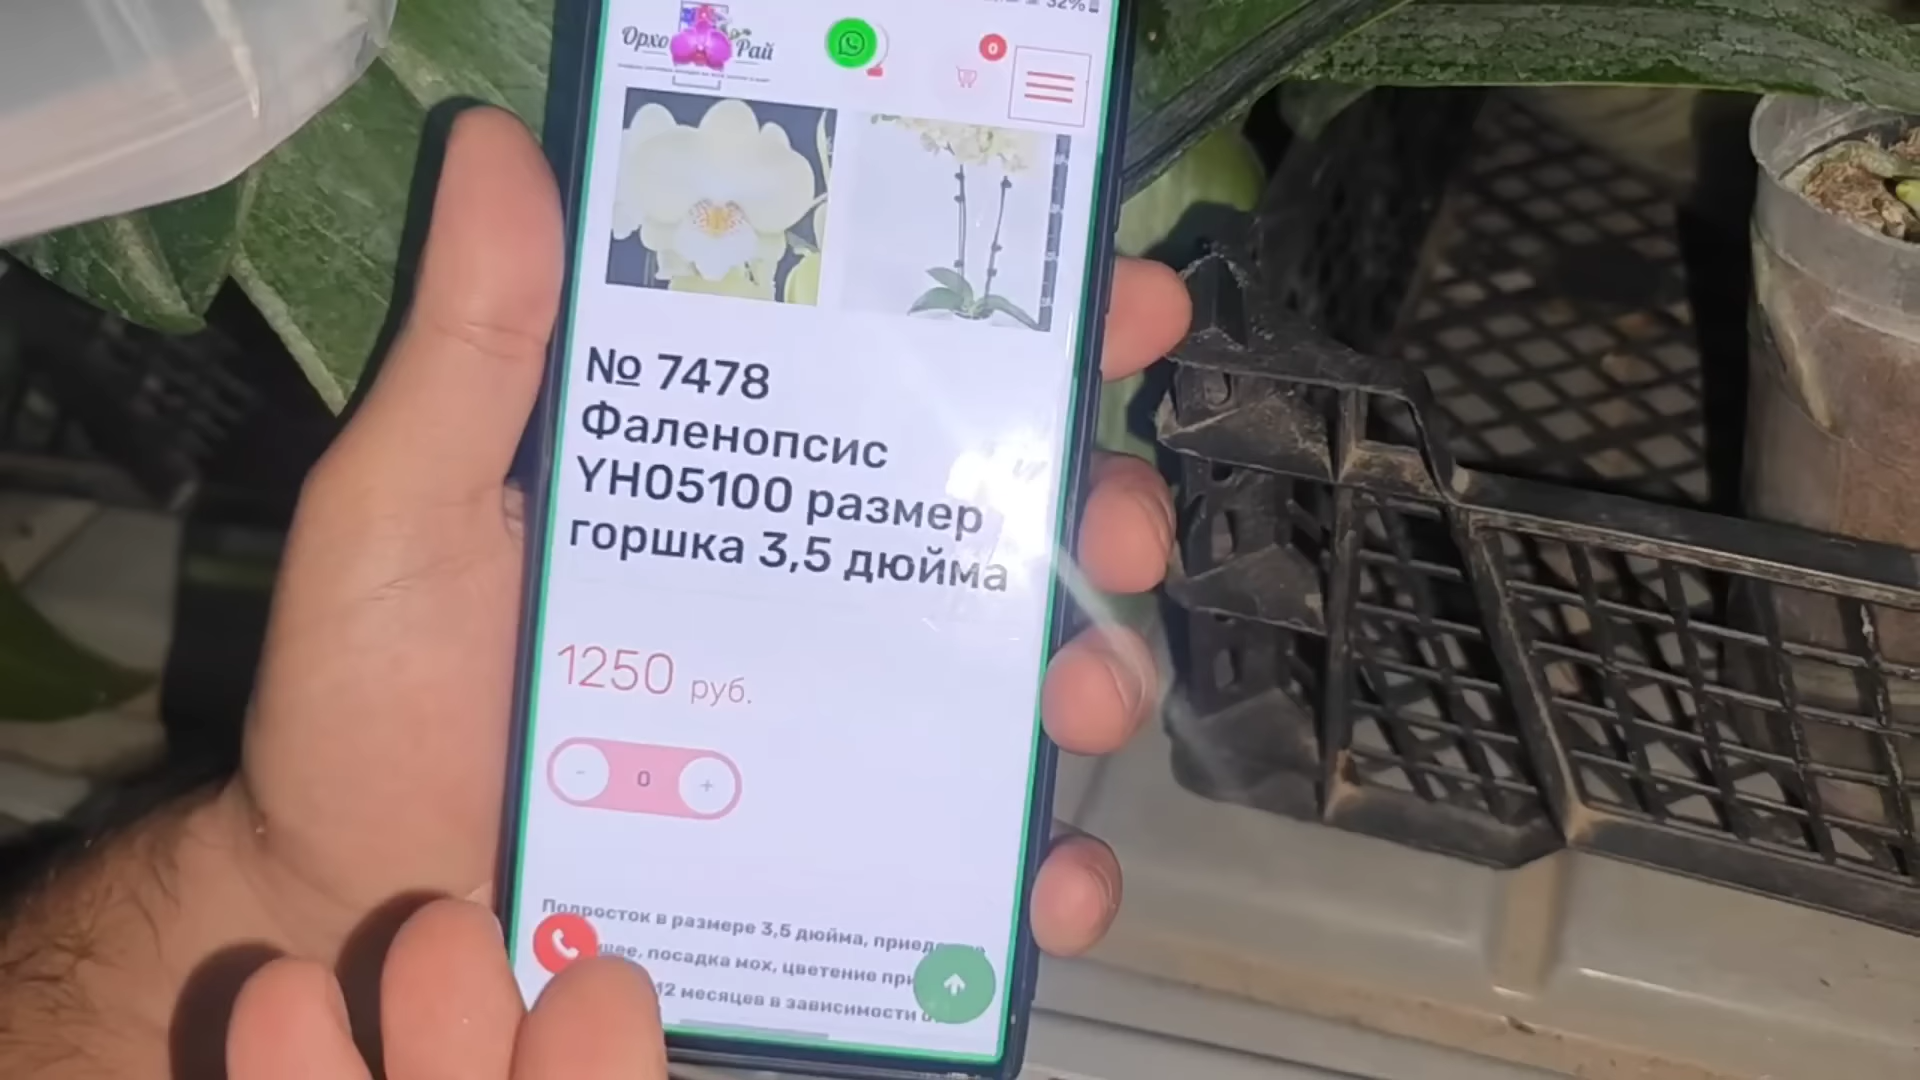 32%
Орхо Рай
0
№ 7478
Фаленопсис
YH05100 размер
горшка 3,5 дюйма
1250 руб.
- 0 +
Подросток в размере 3,5 дюйма,
посадка мох, цветение
12 месяцев в зависимости